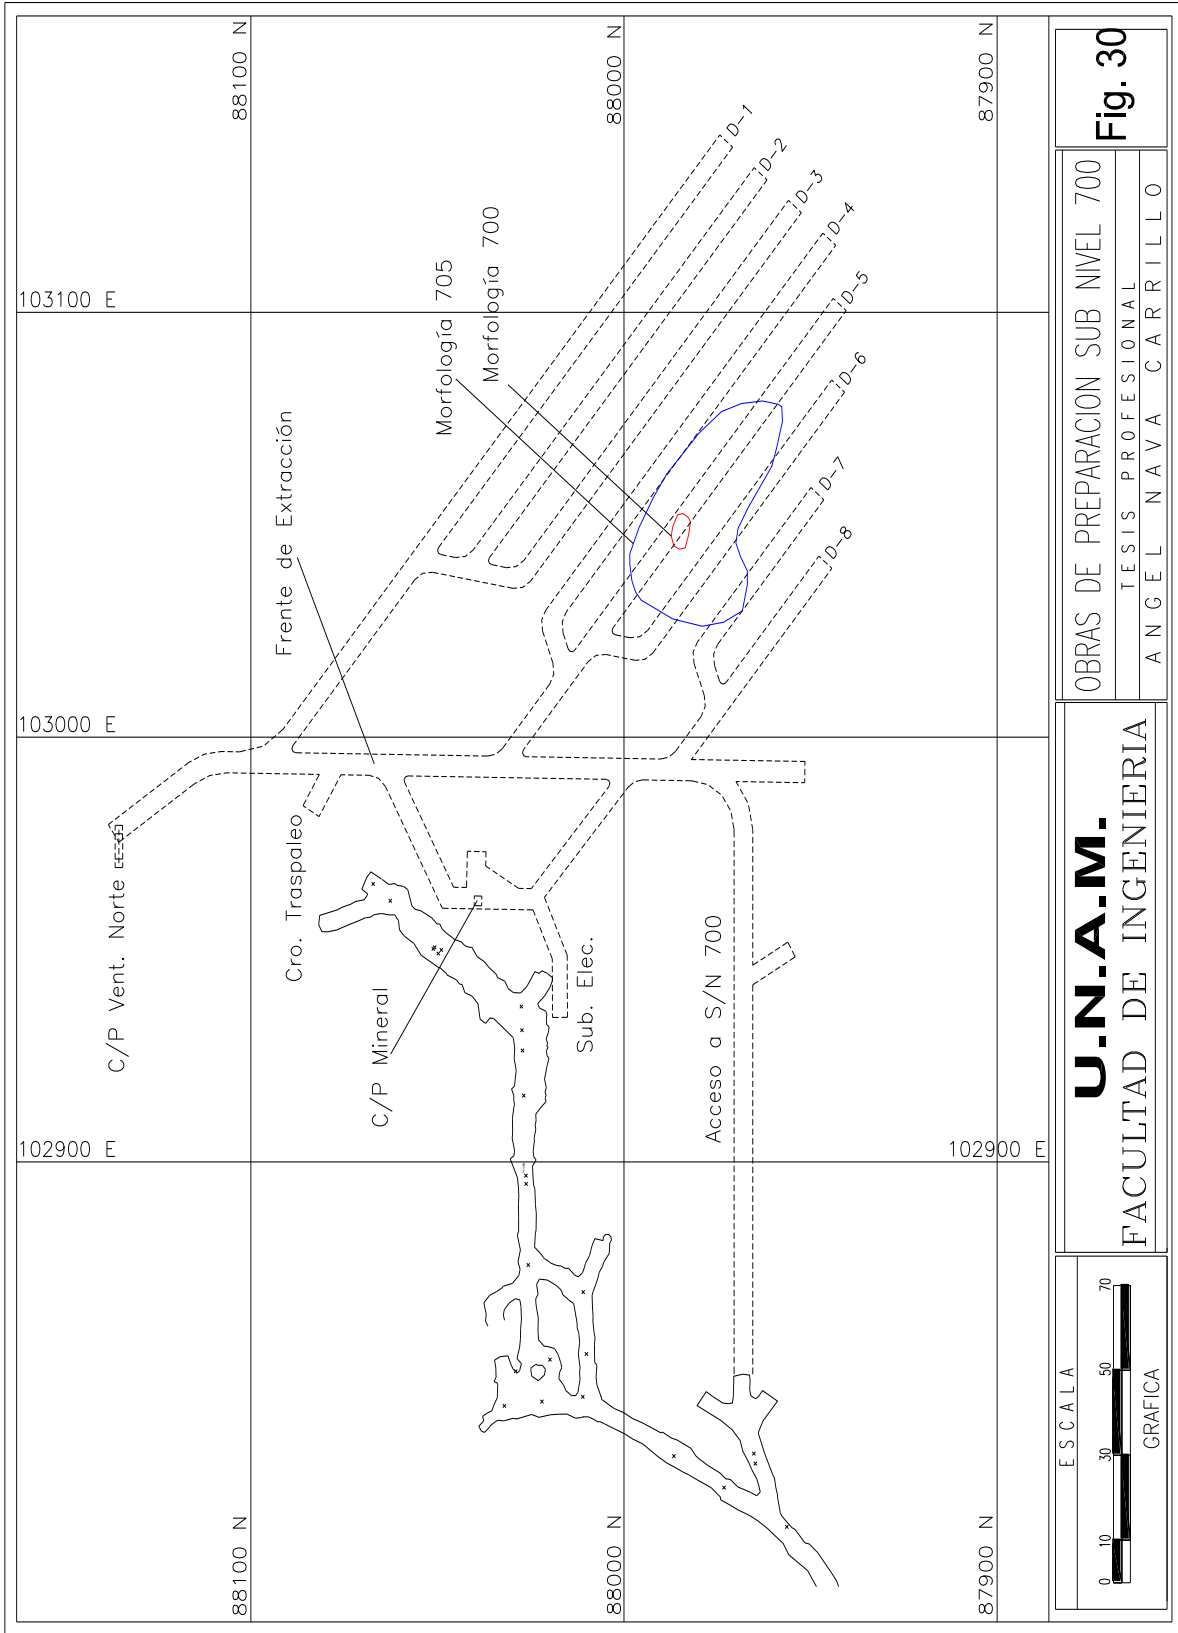 88100 N
88000 N
87900 N
103100 E
103000 E
102900 E
102900 E
88100 N
88000 N
87900 N
D-1
D-2
D-3
D-4
D-5
D-6
D-7
D-8
Morfología 705
Morfología 700
Frente de Extracción
C/P Vent. Norte
Cro. Traspaleo
C/P Mineral
Sub. Elec.
Acceso a S/N 700
ESCALA
0 10 30 50 70
GRAFICA
U.N.A.M.
FACULTAD DE INGENIERIA
OBRAS DE PREPARACION SUB NIVEL 700
TESIS PROFESIONAL
ANGEL NAVA CARRILLO
Fig. 30